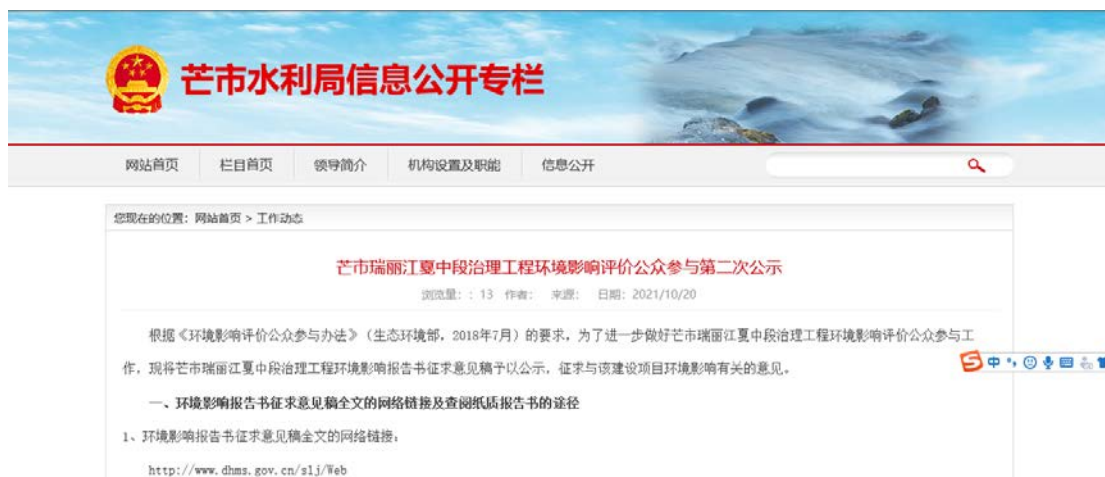 芒市水利局信息公开专栏
网站首页 栏目首页 领导简介 机构设置及职能 信息公开
您现在的位置：网站首页 > 工作动态
芒市瑞丽江戛中段治理工程环境影响评价公众参与第二次公示
浏览量：：13 作者： 来源： 日期：2021/10/20
根据《环境影响评价公众参与办法》（生态环境部，2018年7月）的要求，为了进一步做好芒市瑞丽江戛中段治理工程环境影响评价公众参与工
作，现将芒市瑞丽江戛中段治理工程环境影响报告书征求意见稿予以公示，征求与该建设项目环境影响有关的意见。
一、环境影响报告书征求意见稿全文的网络链接及查阅纸质报告书的途径
1、环境影响报告书征求意见稿全文的网络链接：
http://www.dhms.gov.cn/slj/Web
中